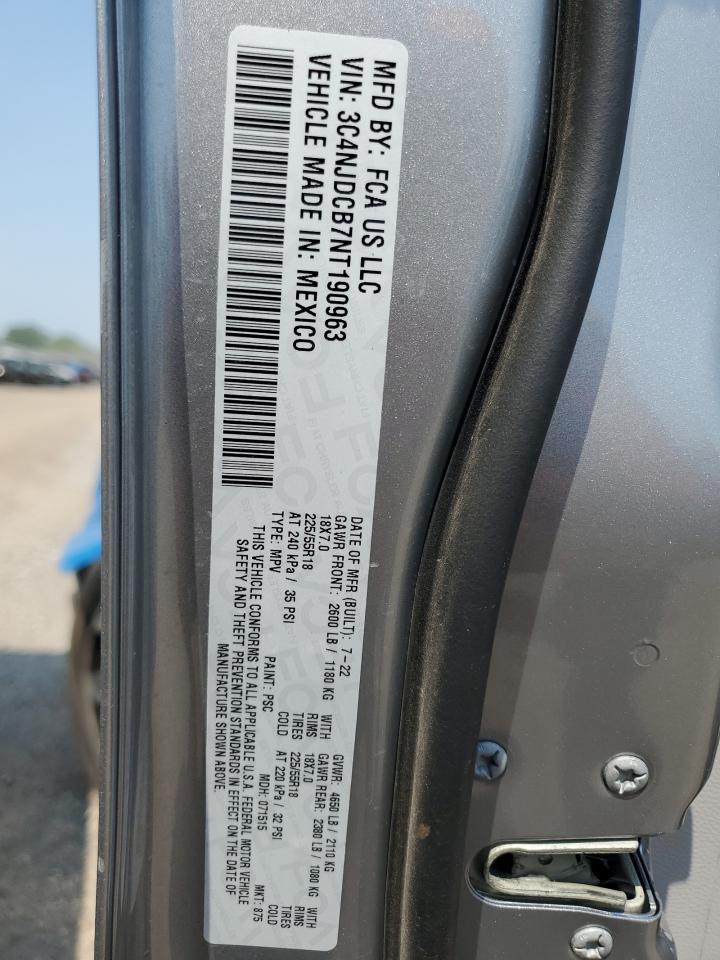 MFD BY: FCA US LLC
VIN: 3C4NJDCB7NT190963
VEHICLE MADE IN: MEXICO
DATE OF MFR (BUILT): 7-22 GVWR: 4650 LB / 2110 KG
GAWR FRONT: 2600 LB / 1180 KG WITH GAWR REAR: 2380 LB / 1080 KG WITH
18X7.0 RIMS 18X7.0 RIMS
225/55R18 TIRES 225/55R18 TIRES
AT 240 kPa / 35 PSI COLD AT 220 kPa / 32 PSI COLD
TYPE: MPV PAINT: PSC MDH: 071515 MKT: 875
THIS VEHICLE CONFORMS TO ALL APPLICABLE U.S.A. FEDERAL MOTOR VEHICLE
SAFETY AND THEFT PREVENTION STANDARDS IN EFFECT ON THE DATE OF
MANUFACTURE SHOWN ABOVE.